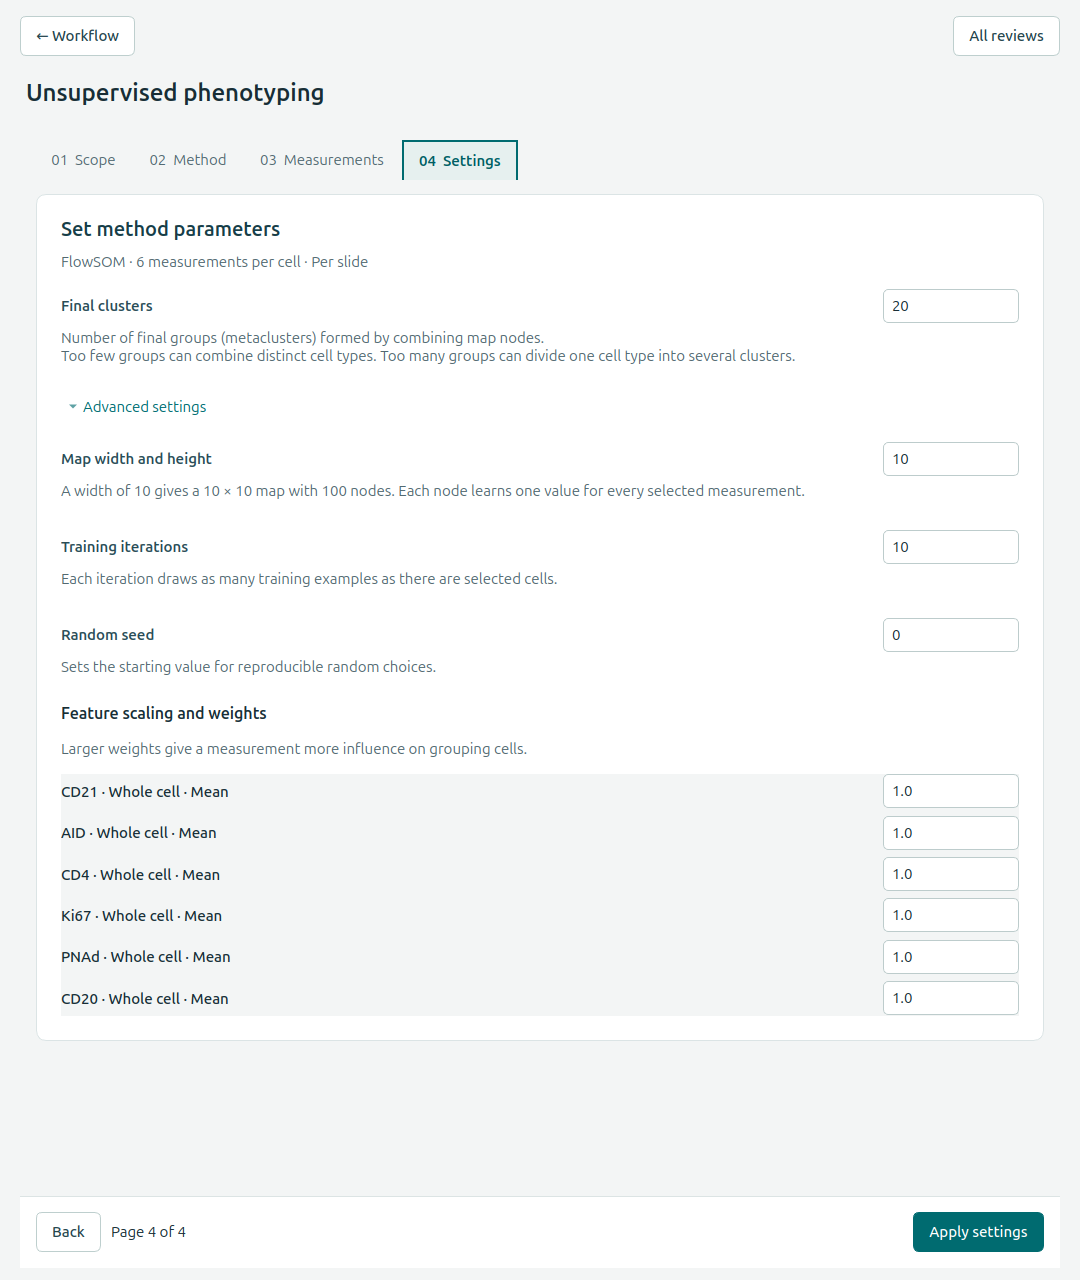 ← Workflow
All reviews
Unsupervised phenotyping
01 Scope
02 Method
03 Measurements
04 Settings
Set method parameters
FlowSOM · 6 measurements per cell · Per slide
Final clusters
20
Number of final groups (metaclusters) formed by combining map nodes.
Too few groups can combine distinct cell types. Too many groups can divide one cell type into several clusters.
Advanced settings
Map width and height
10
A width of 10 gives a 10 × 10 map with 100 nodes. Each node learns one value for every selected measurement.
Training iterations
10
Each iteration draws as many training examples as there are selected cells.
Random seed
0
Sets the starting value for reproducible random choices.
Feature scaling and weights
Larger weights give a measurement more influence on grouping cells.
CD21 · Whole cell · Mean
1.0
AID · Whole cell · Mean
1.0
CD4 · Whole cell · Mean
1.0
Ki67 · Whole cell · Mean
1.0
PNAd · Whole cell · Mean
1.0
CD20 · Whole cell · Mean
1.0
Back
Page 4 of 4
Apply settings